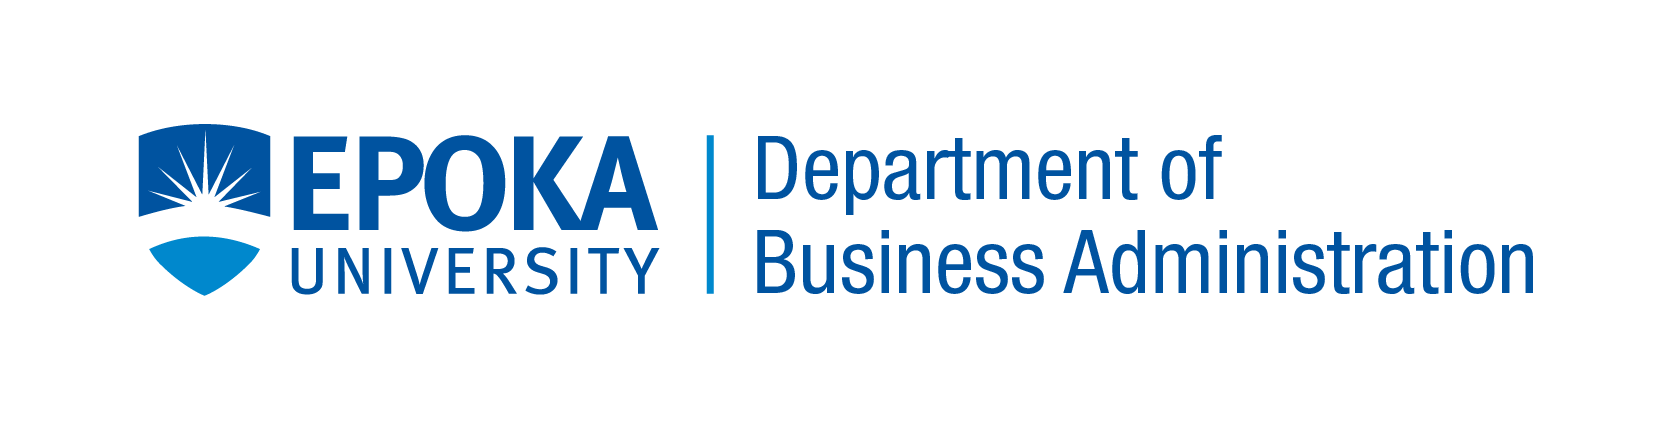 EPOKA
UNIVERSITY
Department of
Business Administration